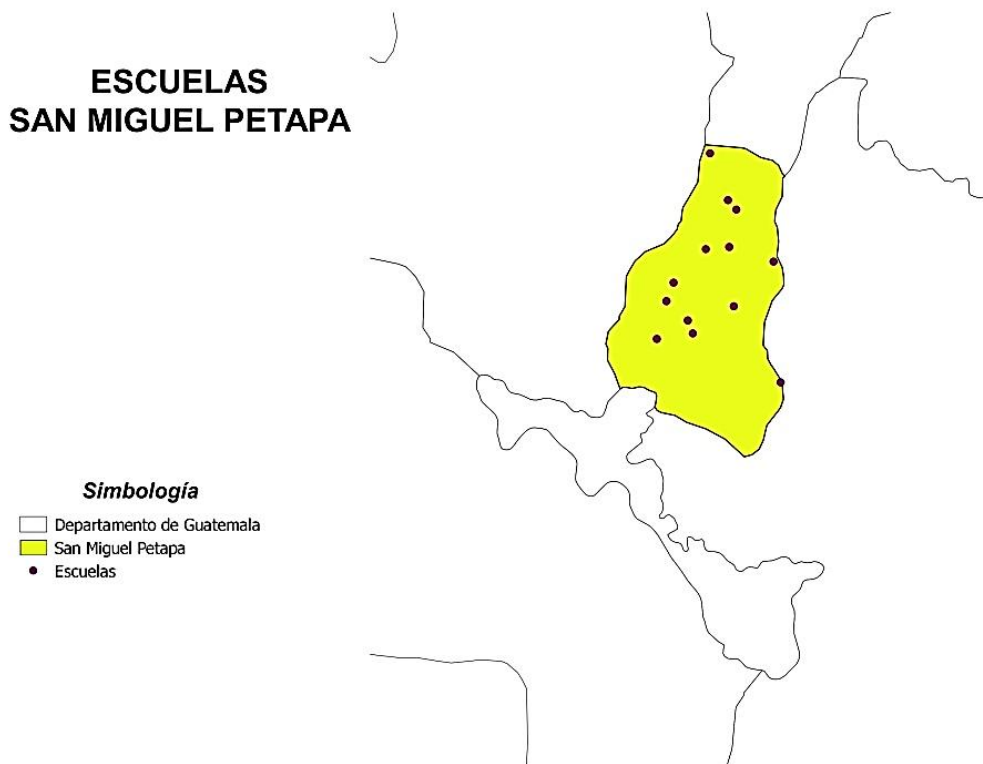 ESCUELAS
SAN MIGUEL PETAPA
Simbología
Departamento de Guatemala
San Miguel Petapa
Escuelas